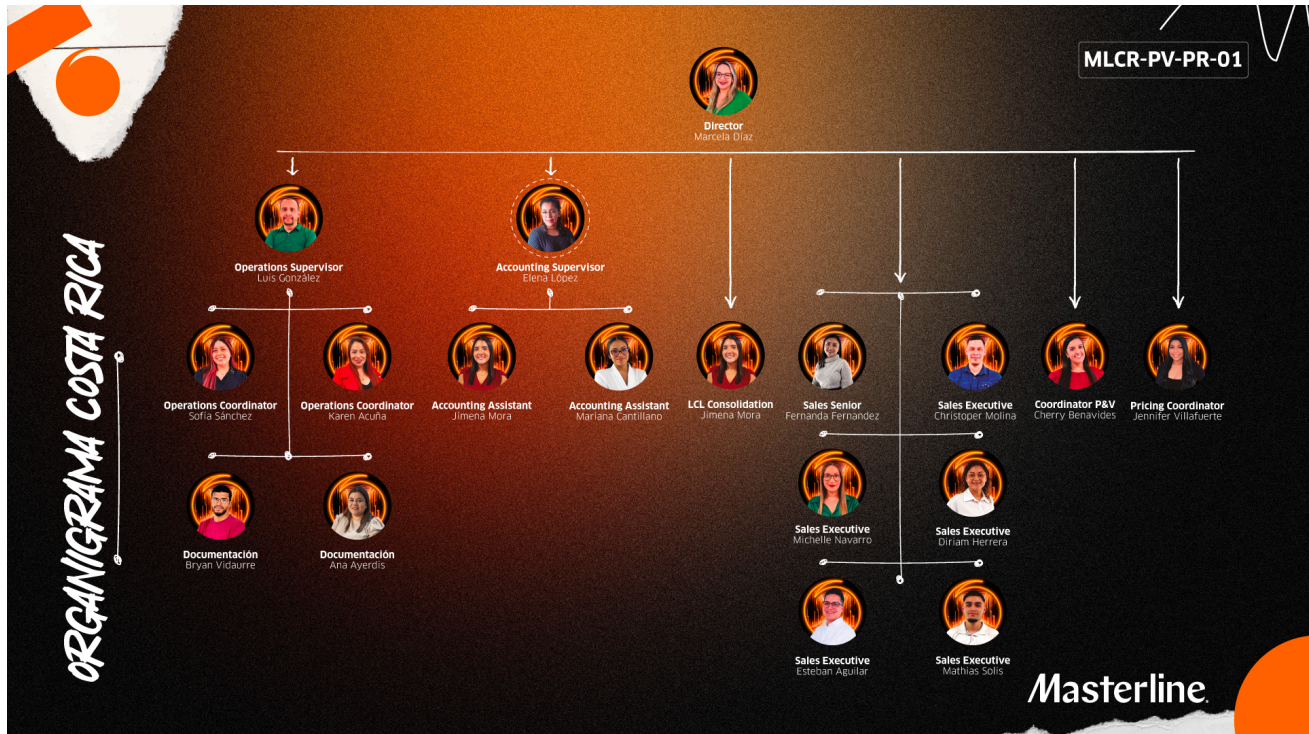 MLCR-PV-PR-01
Director
Marcela Díaz
ORGANIGRAMA COSTA RICA
Operations Supervisor
Luis González
Accounting Supervisor
Elena López
Operations Coordinator
Sofía Sánchez
Operations Coordinator
Karen Acuña
Accounting Assistant
Jimena Mora
Accounting Assistant
Mariana Cantillano
LCL Consolidation
Jimena Mora
Sales Senior
Fernanda Fernandez
Sales Executive
Christoper Molina
Coordinator P&V
Cherry Benavides
Pricing Coordinator
Jennifer Villafuerte
Sales Executive
Michelle Navarro
Sales Executive
Diriam Herrera
Documentación
Bryan Vidaurre
Documentación
Ana Ayerdis
Sales Executive
Esteban Aguilar
Sales Executive
Mathias Solis
Masterline